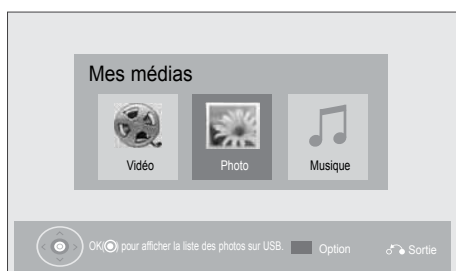 Mes médias
Vidéo
Photo
Musique
OK(◉) pour afficher la liste des photos sur USB.
Option
Sortie